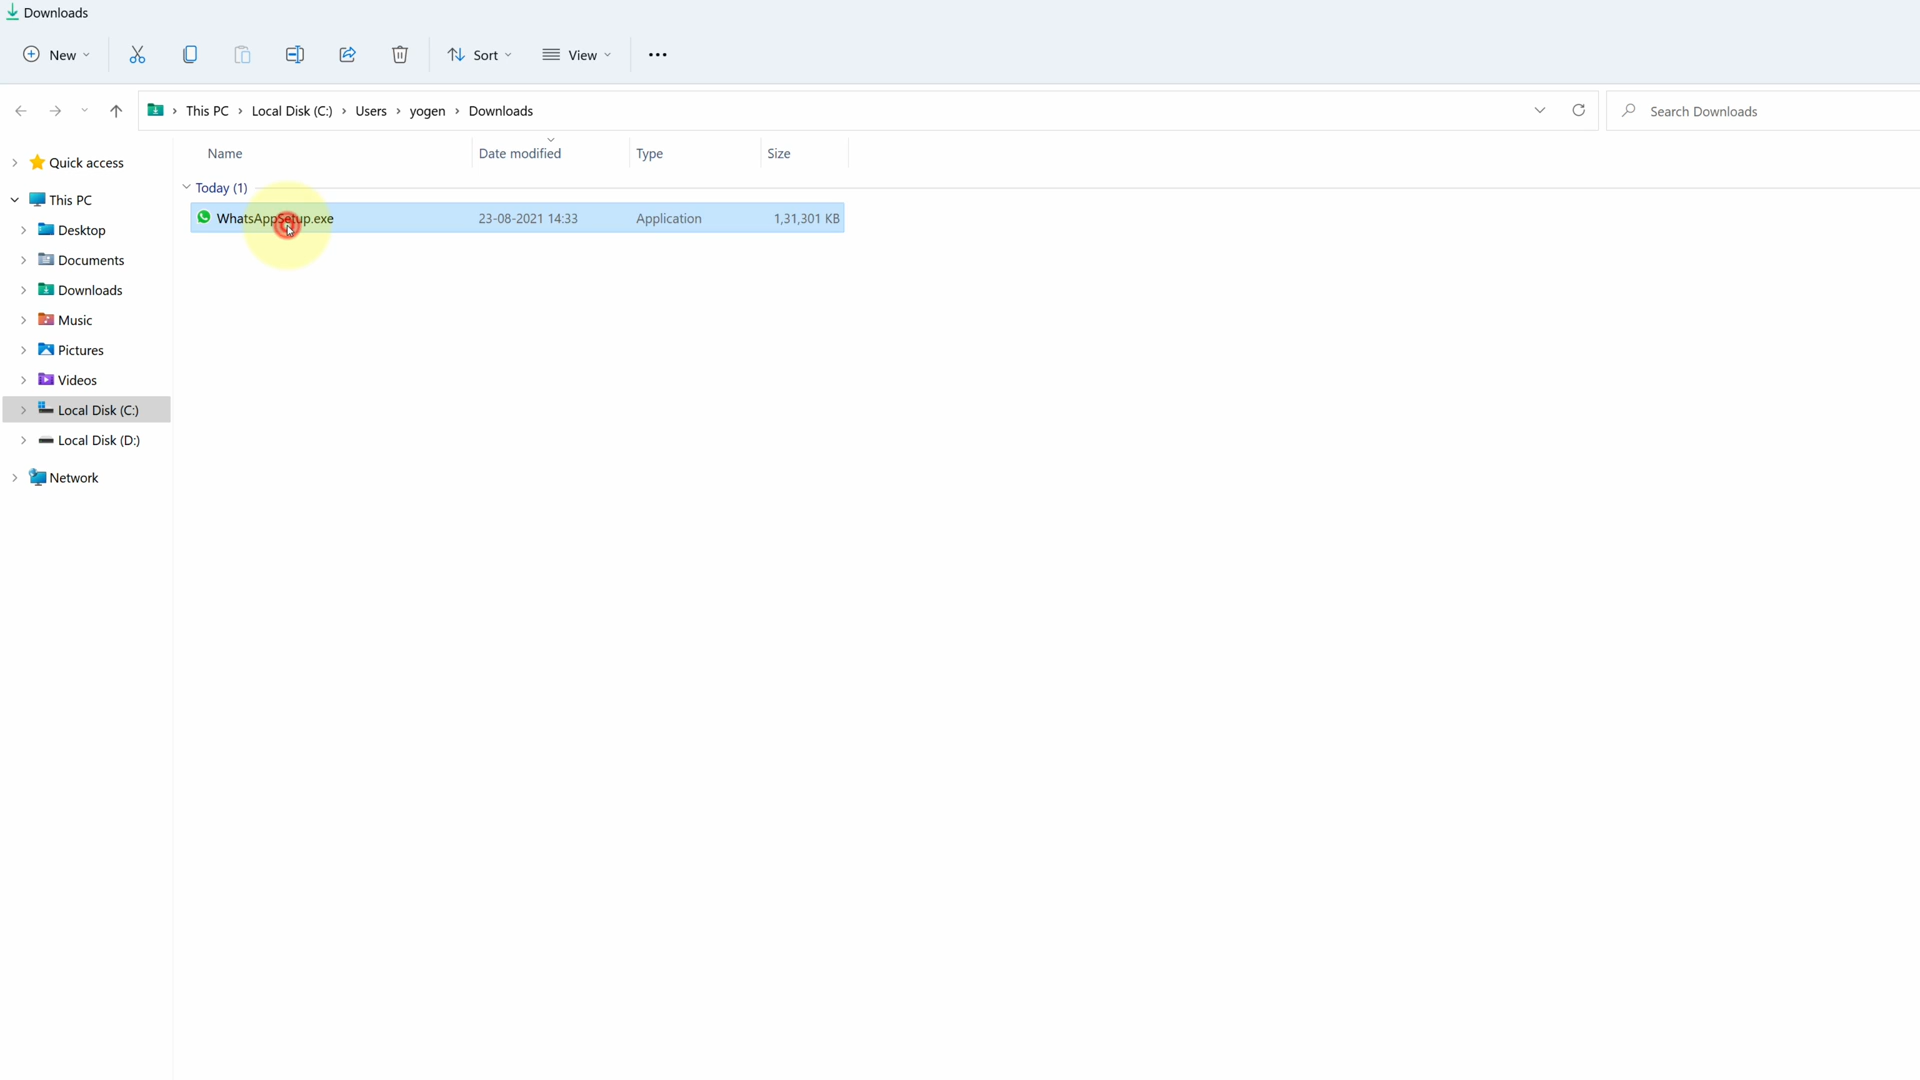 Downloads
New Sort View
This PC Local Disk (C:) Users yogen Downloads Search Downloads
Name Date modified Type Size
Quick access
Today (1)
This PC
WhatsAppSetup.exe 23-08-2021 14:33 Application 1,31,301 KB
Desktop
Documents
Downloads
Music
Pictures
Videos
Local Disk (C:)
Local Disk (D:)
Network